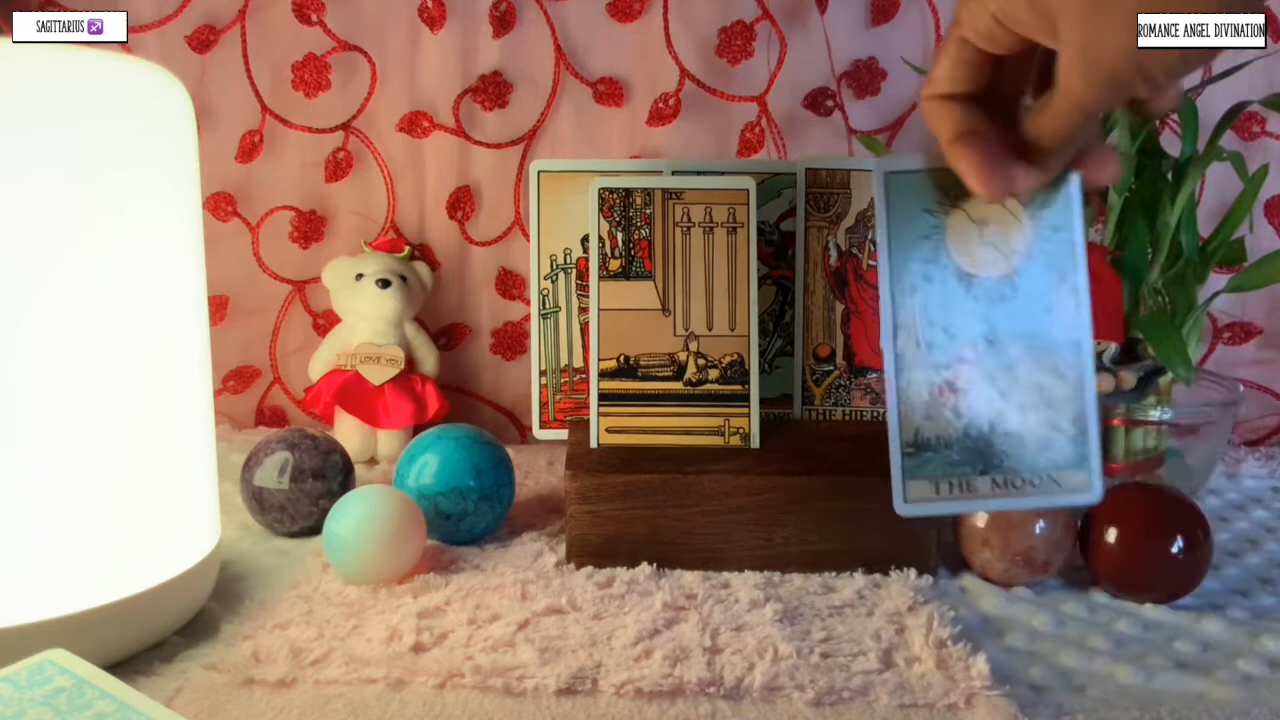 SAGITTARIUS ♐
ROMANCE ANGEL DIVINATION
IV
I LOVE YOU
THE HIERO
THE MOON